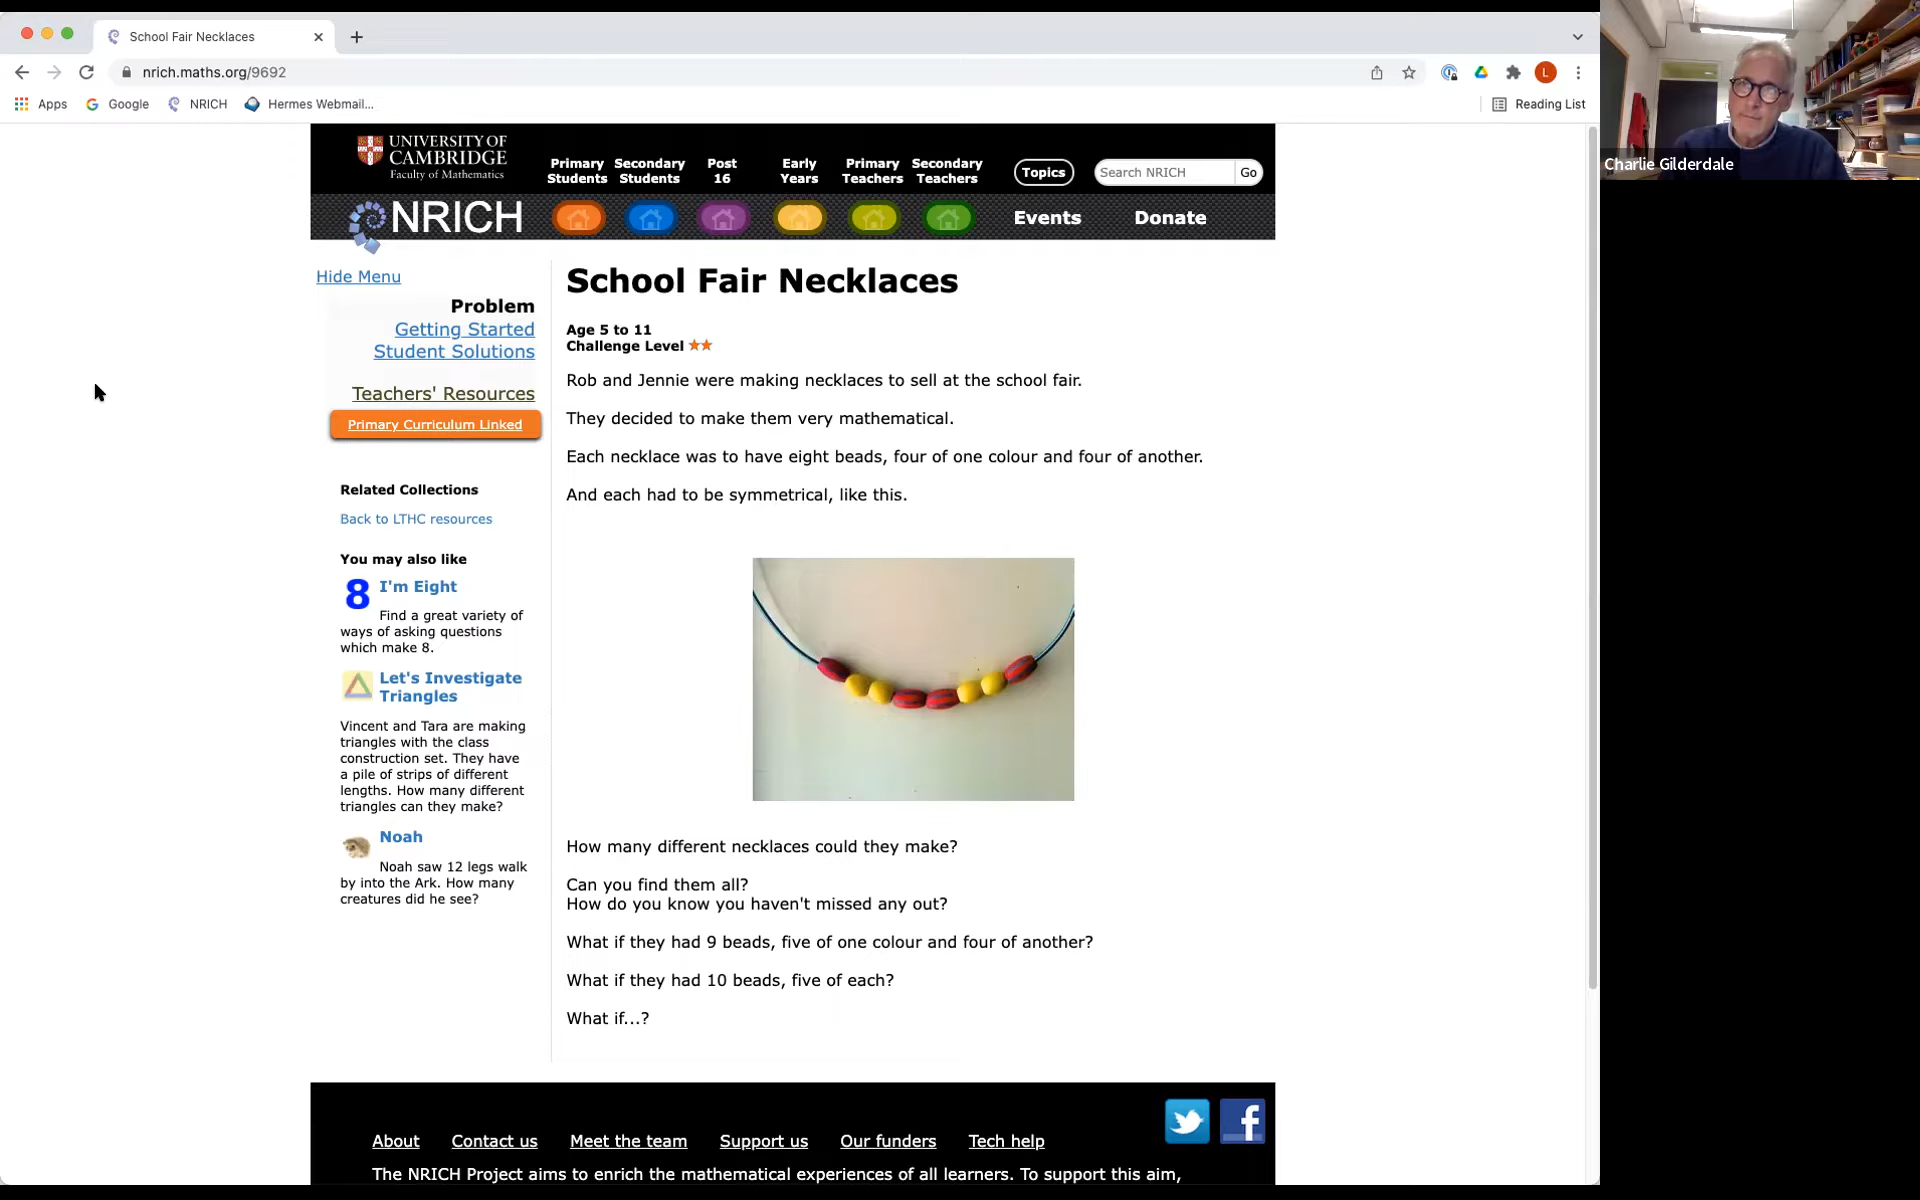 School Fair Necklaces
nrich.maths.org/9692
L
Apps
Google
NRICH
Hermes Webmail...
Reading List
Charlie Gilderdale
UNIVERSITY OF
CAMBRIDGE
Faculty of Mathematics
Primary
Students
Secondary
Students
Post
16
Early
Years
Primary
Teachers
Secondary
Teachers
Topics
Search NRICH
Go
NRICH
Events
Donate
Hide Menu
Problem
Getting Started
Student Solutions
Teachers' Resources
Primary Curriculum Linked
Related Collections
Back to LTHC resources
You may also like
8
I'm Eight
Find a great variety of
ways of asking questions
which make 8.
Let's Investigate
Triangles
Vincent and Tara are making
triangles with the class
construction set. They have
a pile of strips of different
lengths. How many different
triangles can they make?
Noah
Noah saw 12 legs walk
by into the Ark. How many
creatures did he see?
School Fair Necklaces
Age 5 to 11
Challenge Level
Rob and Jennie were making necklaces to sell at the school fair.
They decided to make them very mathematical.
Each necklace was to have eight beads, four of one colour and four of another.
And each had to be symmetrical, like this.
How many different necklaces could they make?
Can you find them all?
How do you know you haven't missed any out?
What if they had 9 beads, five of one colour and four of another?
What if they had 10 beads, five of each?
What if...?
About
Contact us
Meet the team
Support us
Our funders
Tech help
The NRICH Project aims to enrich the mathematical experiences of all learners. To support this aim,